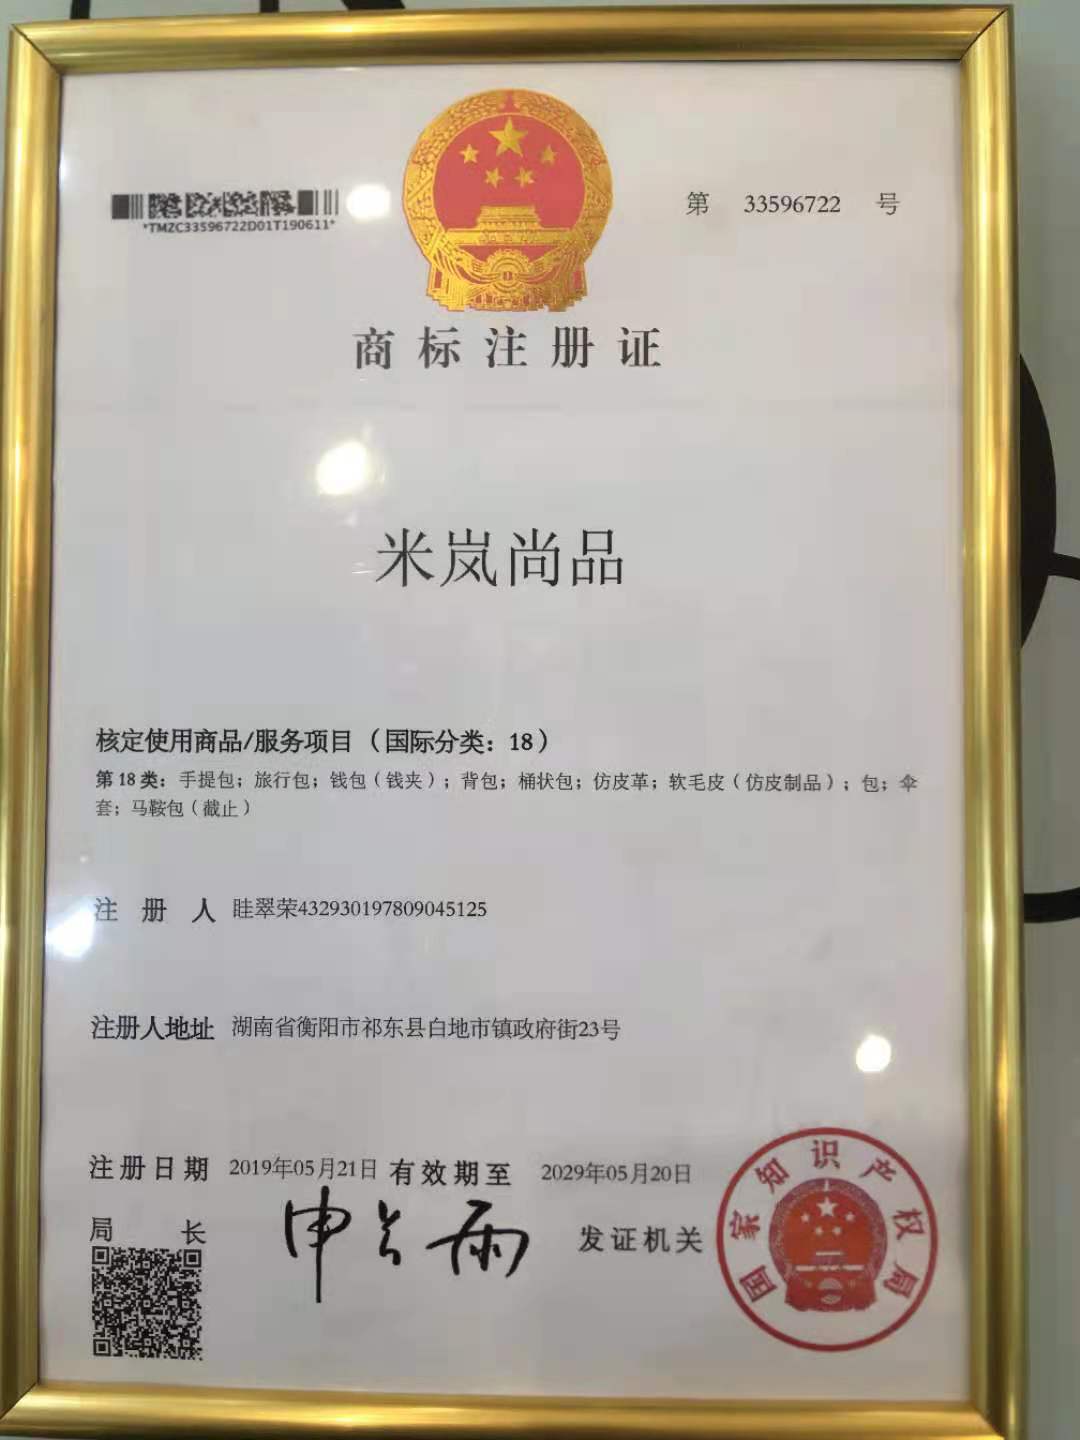 第 33596722 号
*TMZC33596722D01T190611*
商标注册证
米岚尚品
核定使用商品/服务项目（国际分类：18）
第 18 类：手提包；旅行包；钱包（钱夹）；背包；桶状包；仿皮革；软毛皮（仿皮制品）；包；伞
套；马鞍包（截止）
注 册 人 眭翠荣432930197809045125
注册人地址 湖南省衡阳市祁东县白地市镇政府街23号
注册日期 2019年05月21日 有效期至 2029年05月20日
局 长 申长雨 发证机关
国家知识产权局